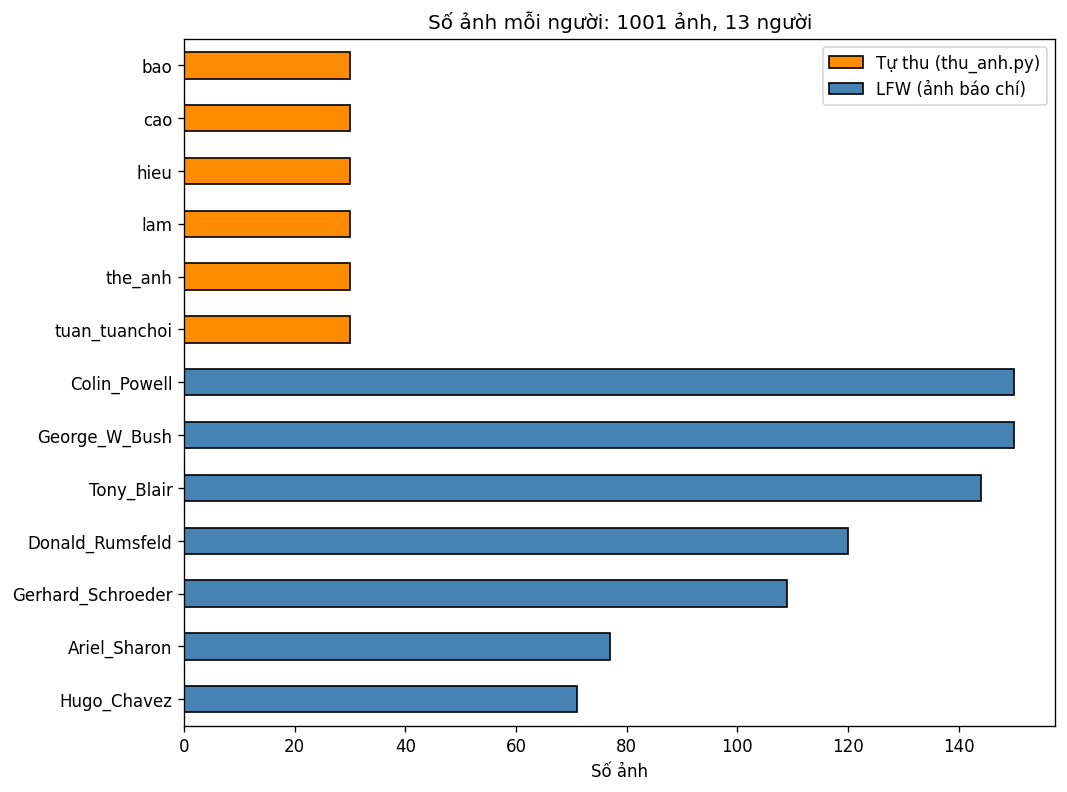 Số ảnh mỗi người: 1001 ảnh, 13 người
Tự thu (thu_anh.py)
LFW (ảnh báo chí)
bao
cao
hieu
lam
the_anh
tuan_tuanchoi
Colin_Powell
George_W_Bush
Tony_Blair
Donald_Rumsfeld
Gerhard_Schroeder
Ariel_Sharon
Hugo_Chavez
0 20 40 60 80 100 120 140
Số ảnh